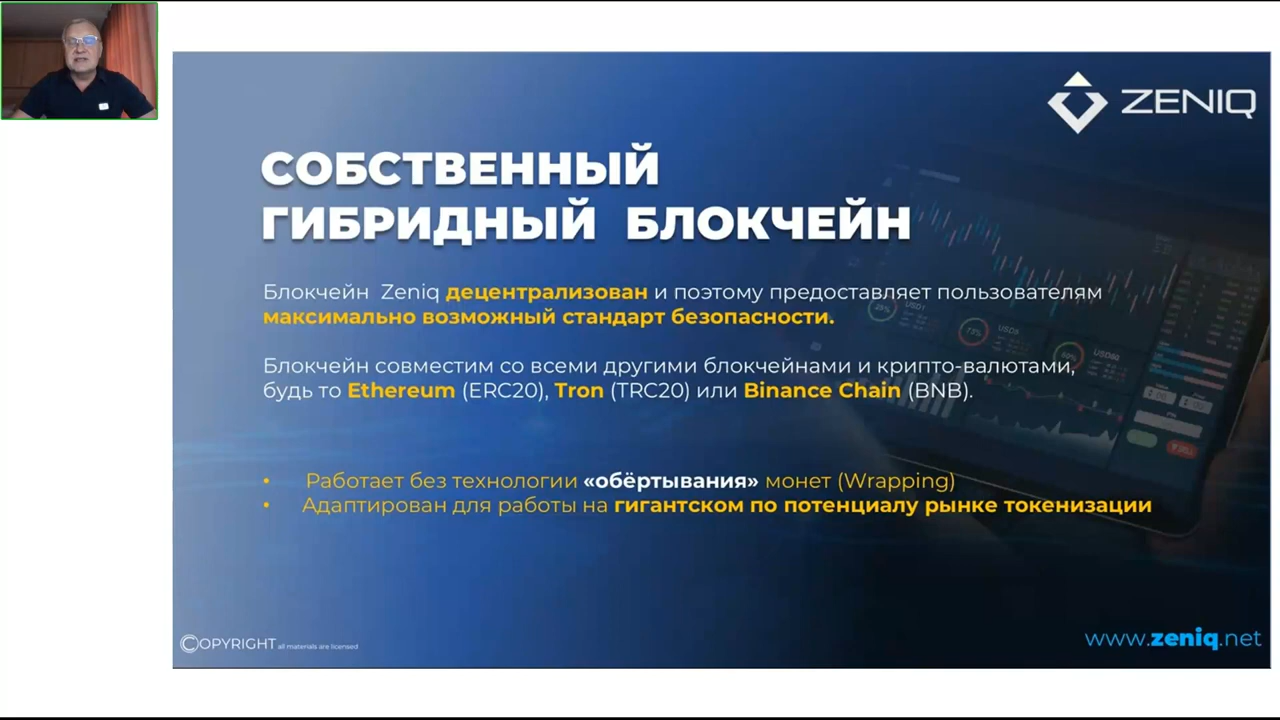 ZENIQ
СОБСТВЕННЫЙ
ГИБРИДНЫЙ БЛОКЧЕЙН
Блокчейн Zeniq децентрализован и поэтому предоставляет пользователям
максимально возможный стандарт безопасности.
Блокчейн совместим со всеми другими блокчейнами и крипто-валютами,
будь то Ethereum (ERC20), Tron (TRC20) или Binance Chain (BNB).
• Работает без технологии «обёртывания» монет (Wrapping)
• Адаптирован для работы на гигантском по потенциалу рынке токенизации
©OPYRIGHT all materials are licensed
www.zeniq.net